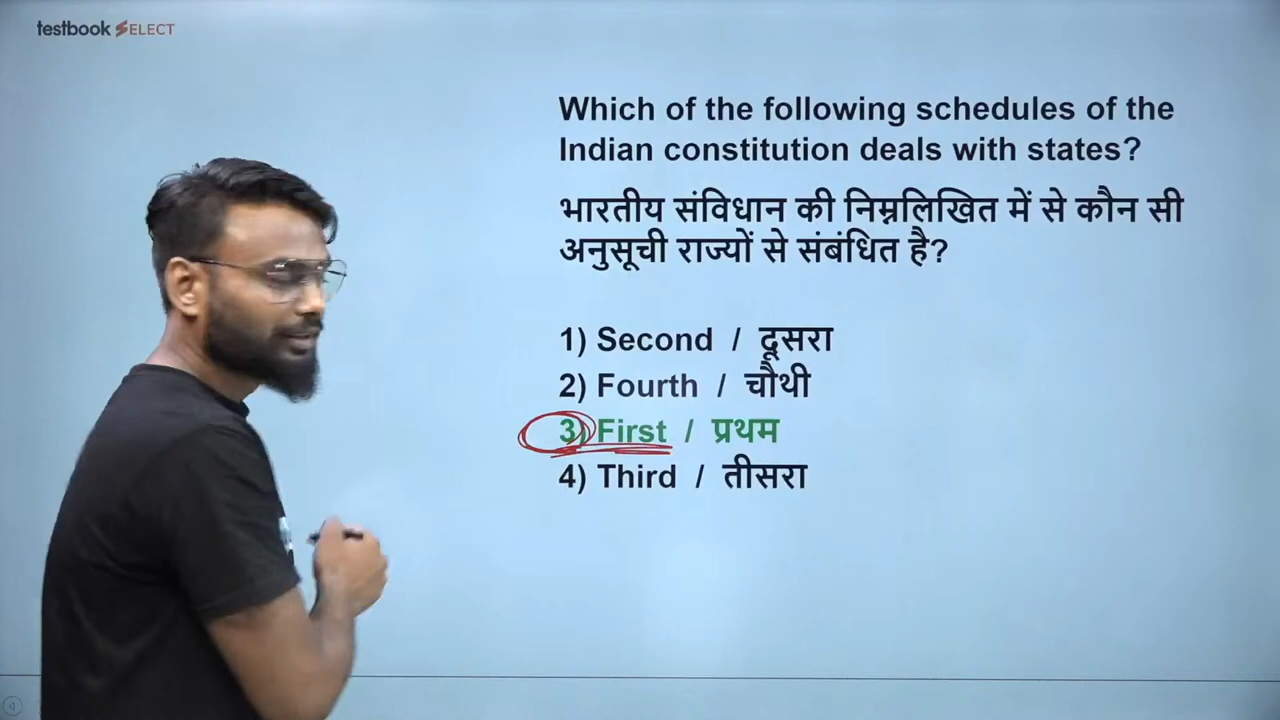 testbook SELECT
Which of the following schedules of the
Indian constitution deals with states?
भारतीय संविधान की निम्नलिखित में से कौन सी
अनुसूची राज्यों से संबंधित है?
1) Second / दूसरा
2) Fourth / चौथी
3) First / प्रथम
4) Third / तीसरा